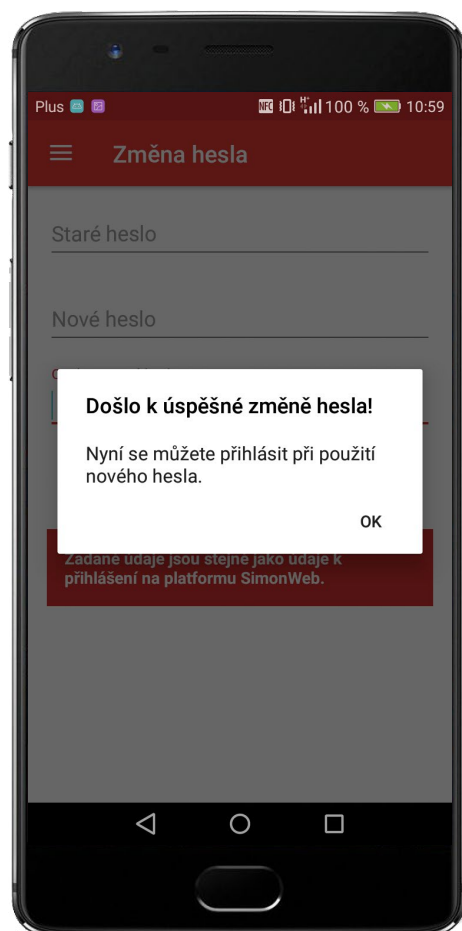 Plus NFC H+ 100 % 10:59
Změna hesla
Staré heslo
Nové heslo
Došlo k úspěšné změně hesla!
Nyní se můžete přihlásit při použití
nového hesla.
OK
Zadané údaje jsou stejné jako údaje k
přihlášení na platformu SimonWeb.